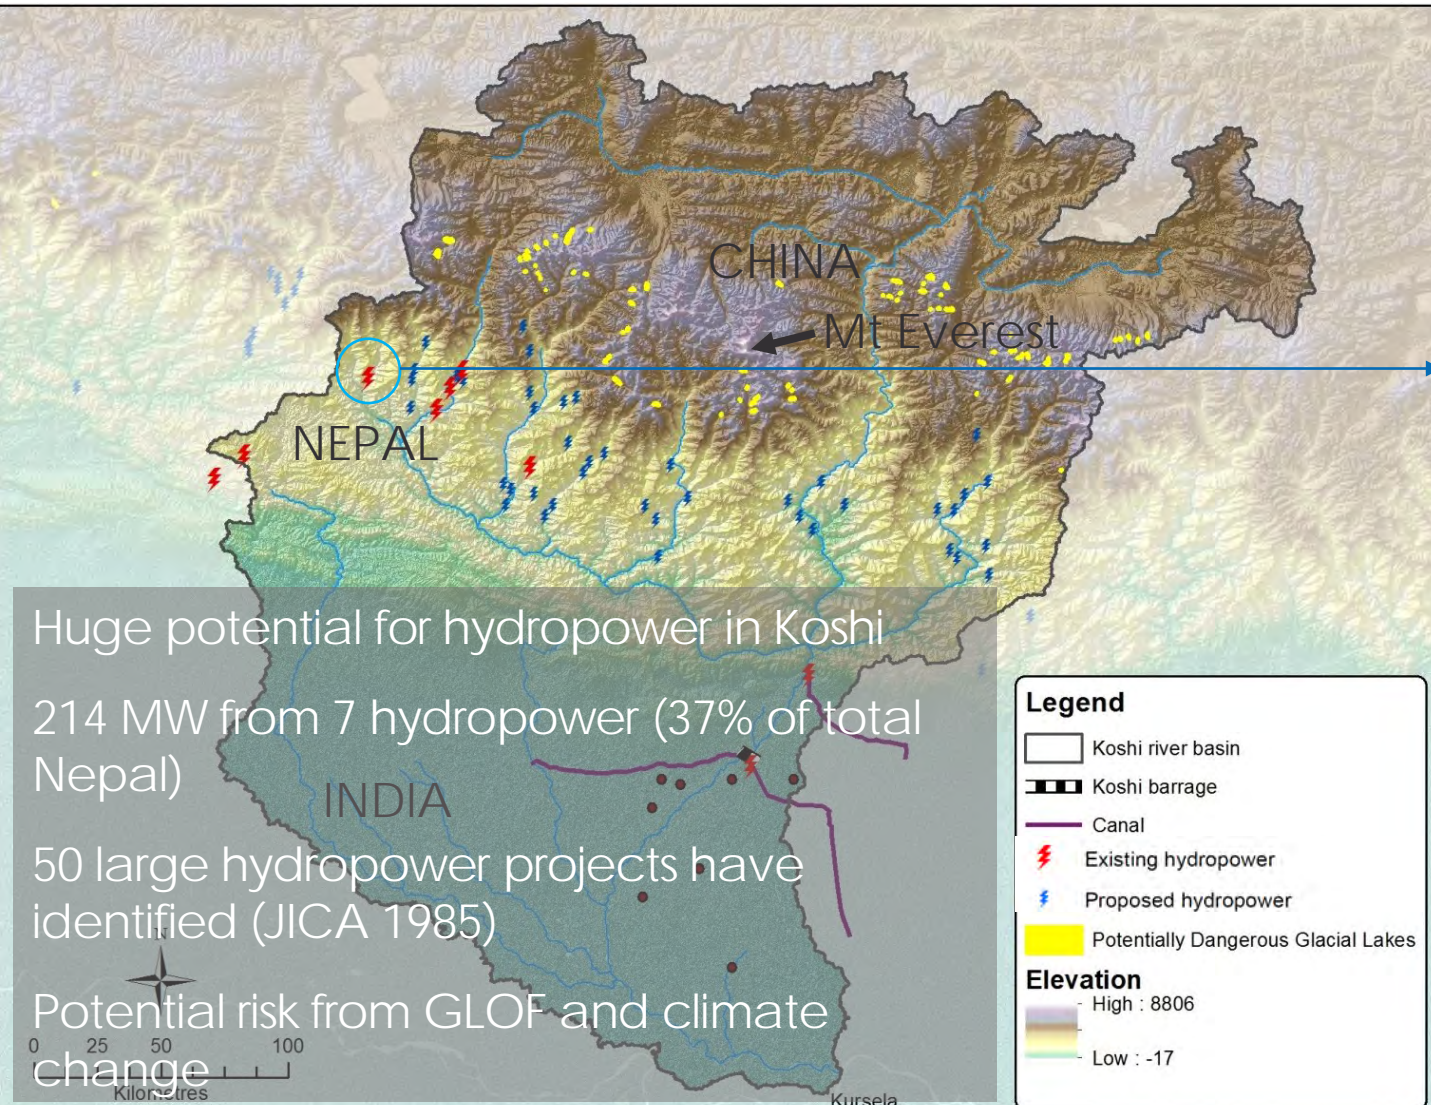 CHINA
Mt Everest
NEPAL
Huge potential for hydropower in Koshi
214 MW from 7 hydropower (37% of total
Nepal)
INDIA
50 large hydropower projects have
identified (JICA 1985)
N
Potential risk from GLOF and climate
change
0 25 50 100
Kilometres
Kursela
Legend
Koshi river basin
Koshi barrage
Canal
Existing hydropower
Proposed hydropower
Potentially Dangerous Glacial Lakes
Elevation
High : 8806
Low : -17